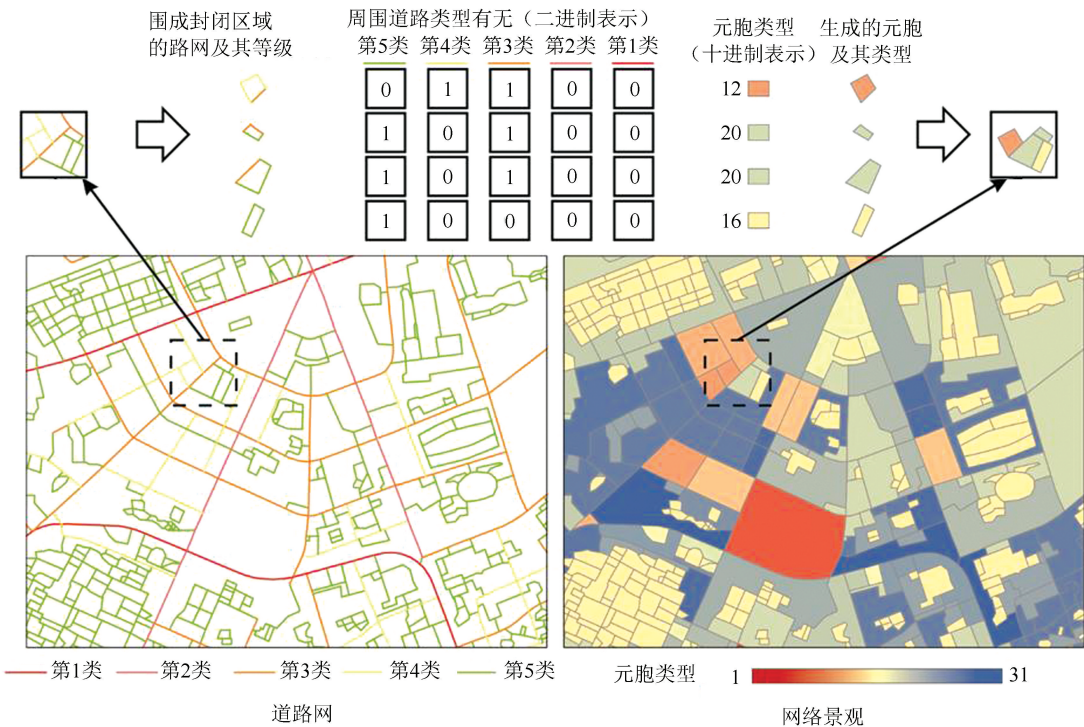 围成封闭区域
的路网及其等级
周围道路类型有无（二进制表示）
第5类 第4类 第3类 第2类 第1类
元胞类型
（十进制表示）
生成的元胞
及其类型
0 1 1 0 0
12
1 0 1 0 0
20
1 0 1 0 0
20
1 0 0 0 0
16
第1类 第2类 第3类 第4类 第5类
道路网
元胞类型 1 31
网络景观